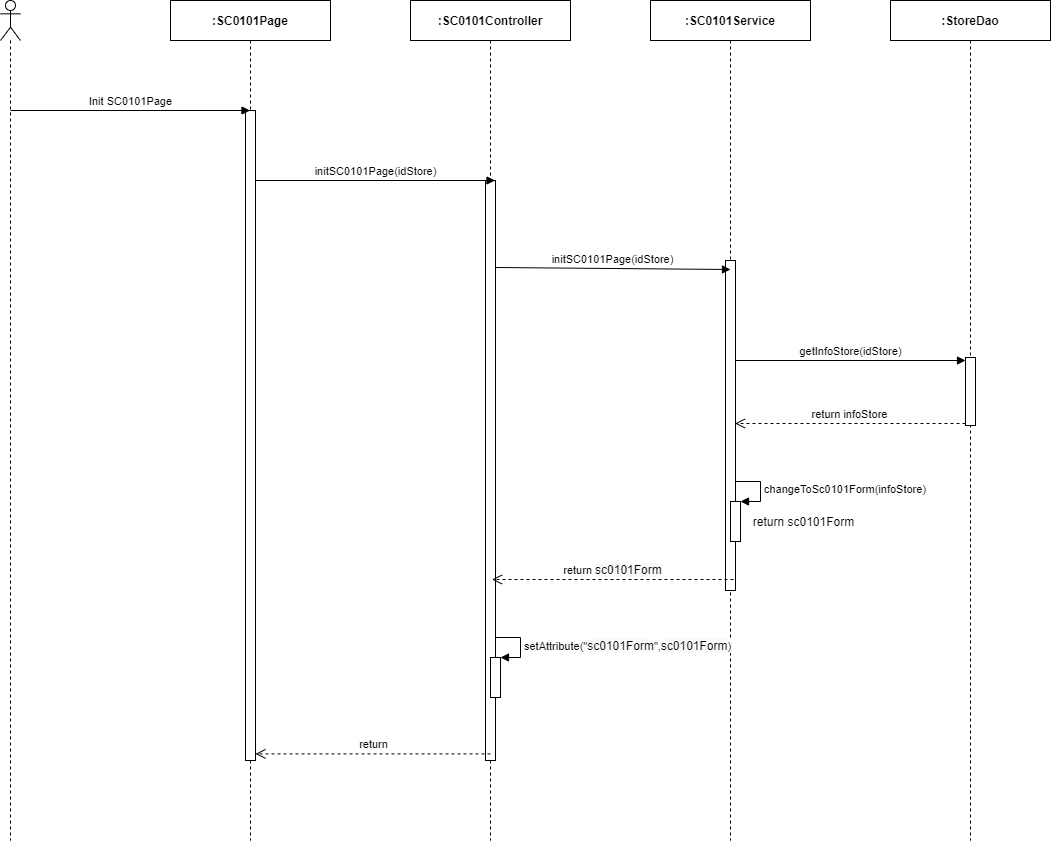 :SC0101Page
:SC0101Controller
:SC0101Service
:StoreDao
Init SC0101Page
initSC0101Page(idStore)
initSC0101Page(idStore)
getInfoStore(idStore)
return infoStore
changeToSc0101Form(infoStore)
return sc0101Form
return sc0101Form
setAttribute("sc0101Form",sc0101Form)
return